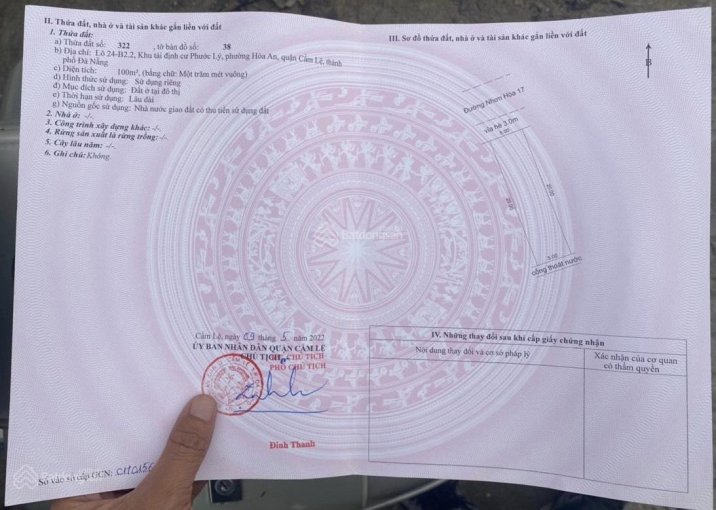 II. Thửa đất, nhà ở và tài sản khác gắn liền với đất
1. Thửa đất:
a) Thửa đất số: 322, tờ bản đồ số: 38
b) Địa chỉ: Lô 24-B2.2, Khu tái định cư Phước Lý, phường Hòa An, quận Cẩm Lệ, thành
phố Đà Nẵng
c) Diện tích: 100m², (bằng chữ: Một trăm mét vuông)
d) Hình thức sử dụng: Sử dụng riêng
đ) Mục đích sử dụng: Đất ở tại đô thị
e) Thời hạn sử dụng: Lâu dài
g) Nguồn gốc sử dụng: Nhà nước giao đất có thu tiền sử dụng đất
2. Nhà ở: -/-
3. Công trình xây dựng khác: -/-
4. Rừng sản xuất là rừng trồng: -/-
5. Cây lâu năm: -/-
6. Ghi chú: Không.
Cẩm Lệ, ngày 09 tháng 5 năm 2022
ỦY BAN NHÂN DÂN QUẬN CẨM LỆ
CHỦ TỊCH
CHỦ TỊCH
PHÓ CHỦ TỊCH
Đinh Thanh
Số vào sổ cấp GCN:
III. Sơ đồ thửa đất, nhà ở và tài sản khác gắn liền với đất
B
Đường Nhơn Hòa 17
vỉa hè 3.0m
5.00
20.00
20.00
5.00
cống thoát nước
Batdongsan
IV. Những thay đổi sau khi cấp giấy chứng nhận
Nội dung thay đổi và cơ sở pháp lý
Xác nhận của cơ quan
có thẩm quyền